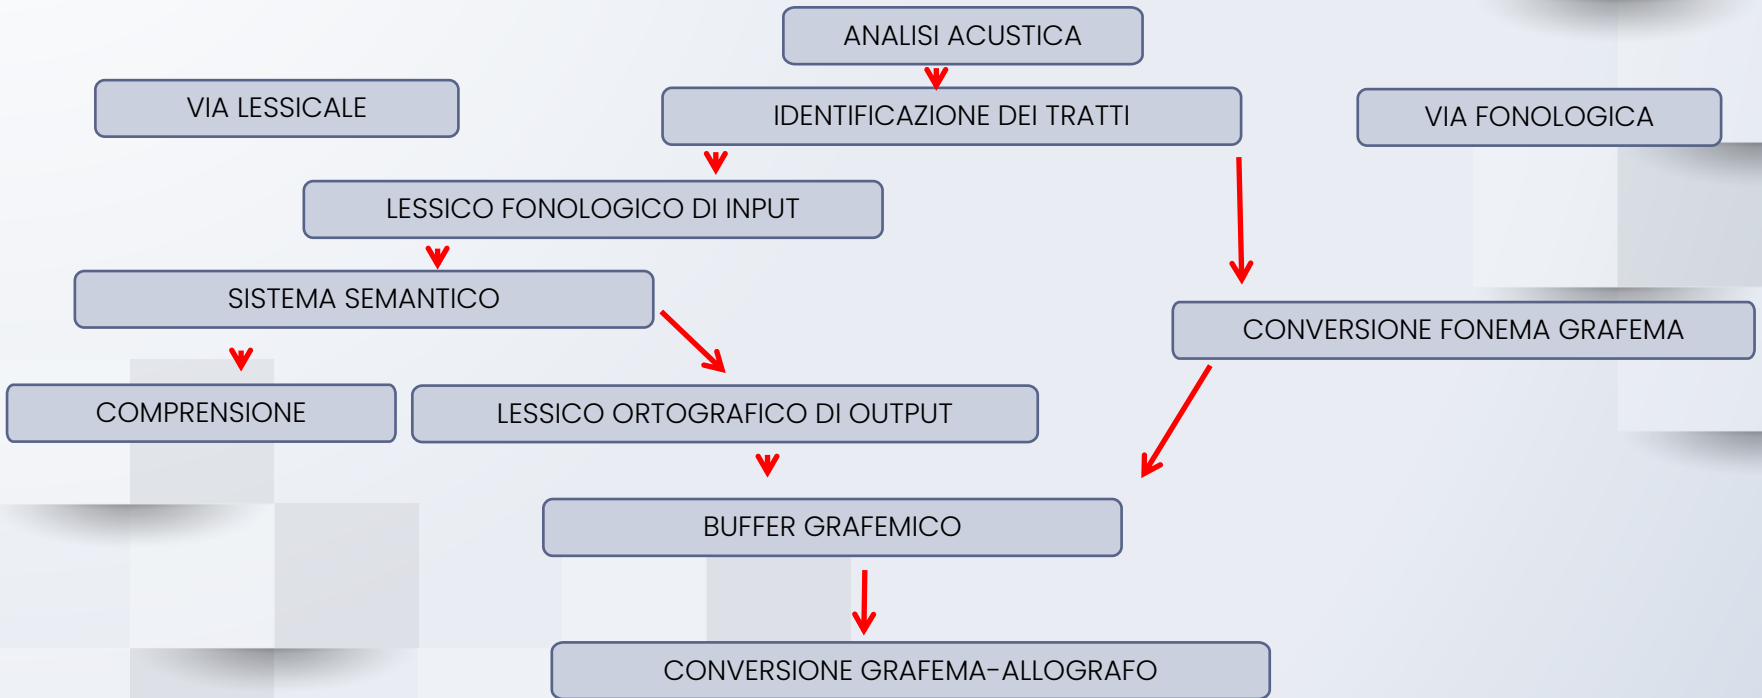 ANALISI ACUSTICA
VIA LESSICALE
IDENTIFICAZIONE DEI TRATTI
VIA FONOLOGICA
LESSICO FONOLOGICO DI INPUT
SISTEMA SEMANTICO
CONVERSIONE FONEMA GRAFEMA
COMPRENSIONE
LESSICO ORTOGRAFICO DI OUTPUT
BUFFER GRAFEMICO
CONVERSIONE GRAFEMA-ALLOGRAFO